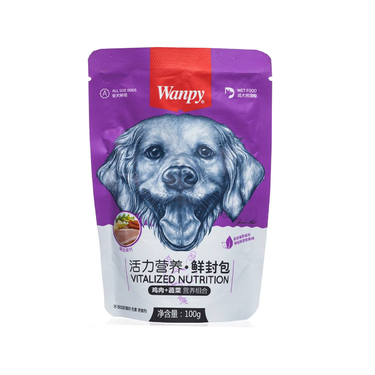 ALL SIZE DOGS
全犬种适
WET FOOD
成犬用湿粮
Wanpy
活力营养·鲜封包
VITALIZED NUTRITION
鸡肉+蔬菜 营养组合
净含量：100g